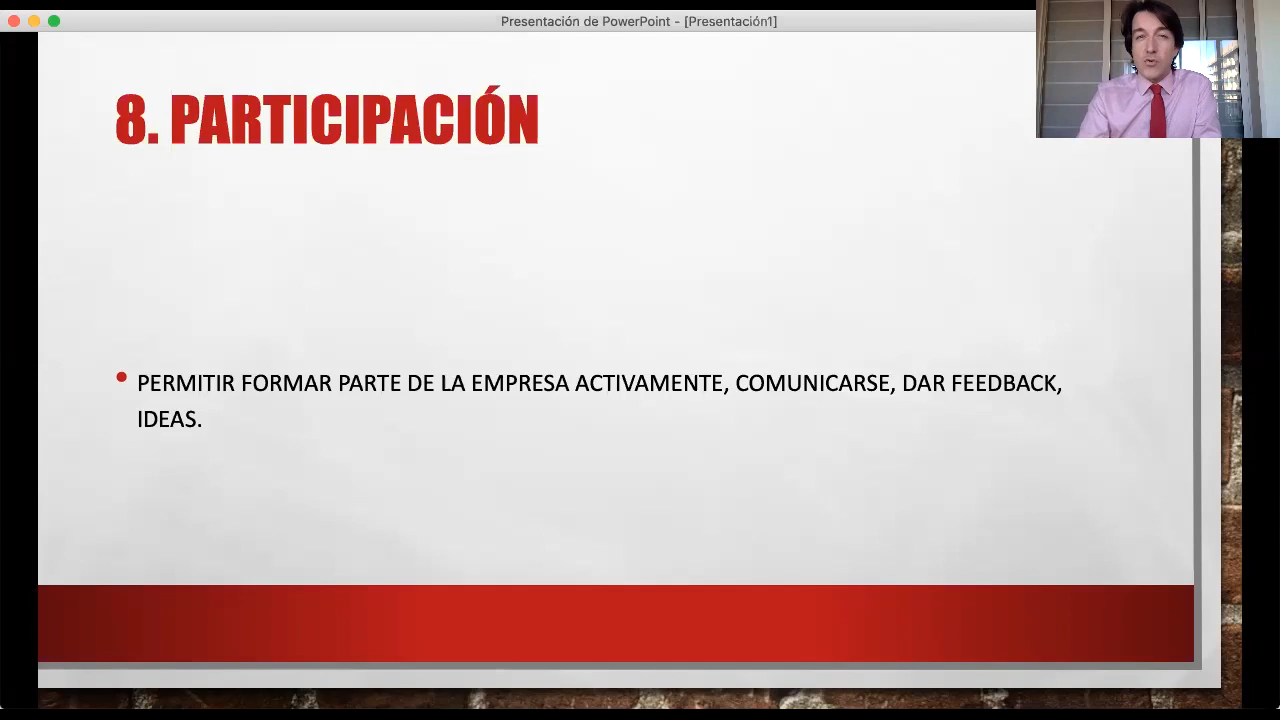 Presentación de PowerPoint - [Presentación1]
8. PARTICIPACIÓN
• PERMITIR FORMAR PARTE DE LA EMPRESA ACTIVAMENTE, COMUNICARSE, DAR FEEDBACK,
IDEAS.